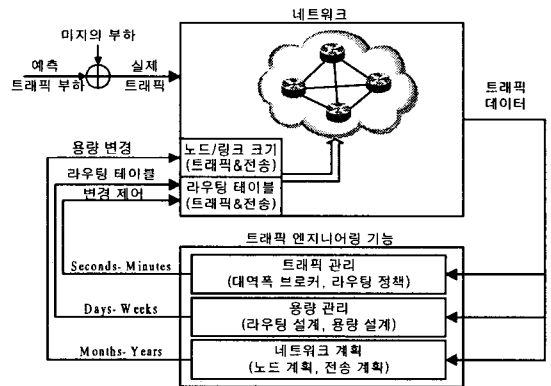 네트워크
미지의 부하
예측
트래픽 부하
실제
트래픽
트래픽
데이터
용량 변경
노드/링크 크기
(트래픽&전송)
라우팅 테이블
변경 제어
라우팅 테이블
(트래픽&전송)
트래픽 엔지니어링 기능
Seconds- Minutes
트래픽 관리
(대역폭 브로커, 라우팅 정책)
Days- Weeks
용량 관리
(라우팅 설계, 용량 설계)
Months- Years
네트워크 계획
(노드 계획, 전송 계획)